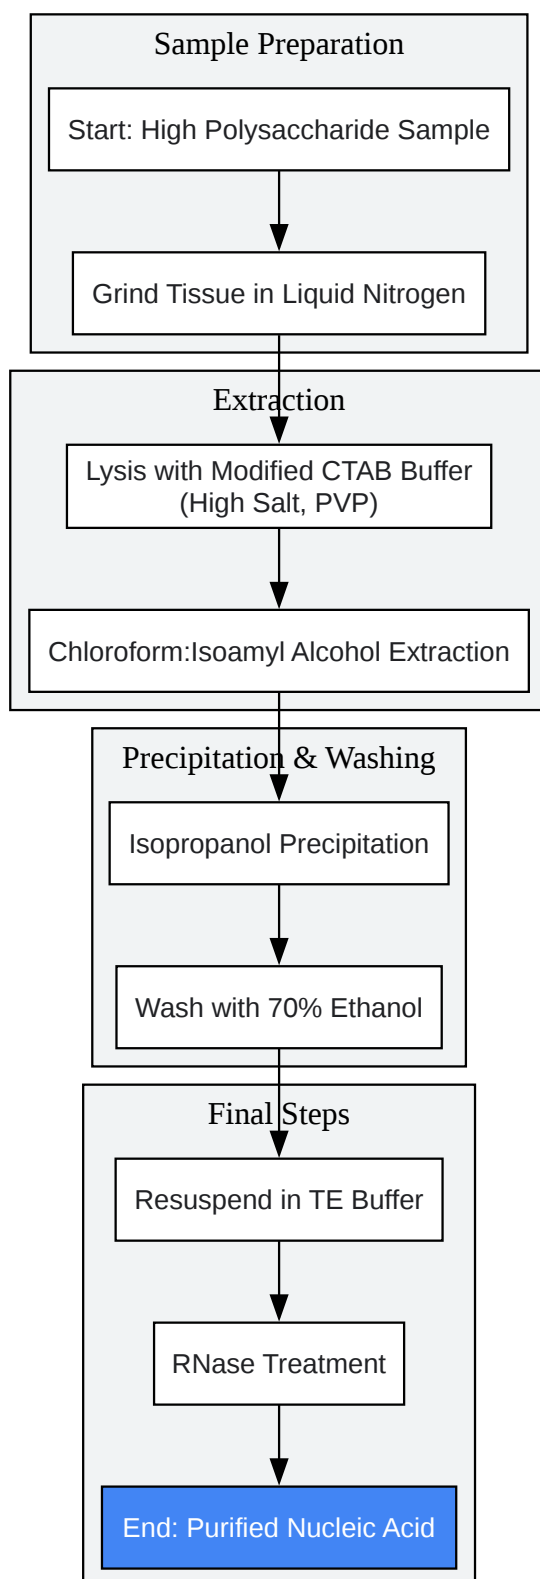 Sample Preparation
Start: High Polysaccharide Sample
Grind Tissue in Liquid Nitrogen
Extraction
Lysis with Modified CTAB Buffer
(High Salt, PVP)
Chloroform:Isoamyl Alcohol Extraction
Precipitation & Washing
Isopropanol Precipitation
Wash with 70% Ethanol
Final Steps
Resuspend in TE Buffer
RNase Treatment
End: Purified Nucleic Acid